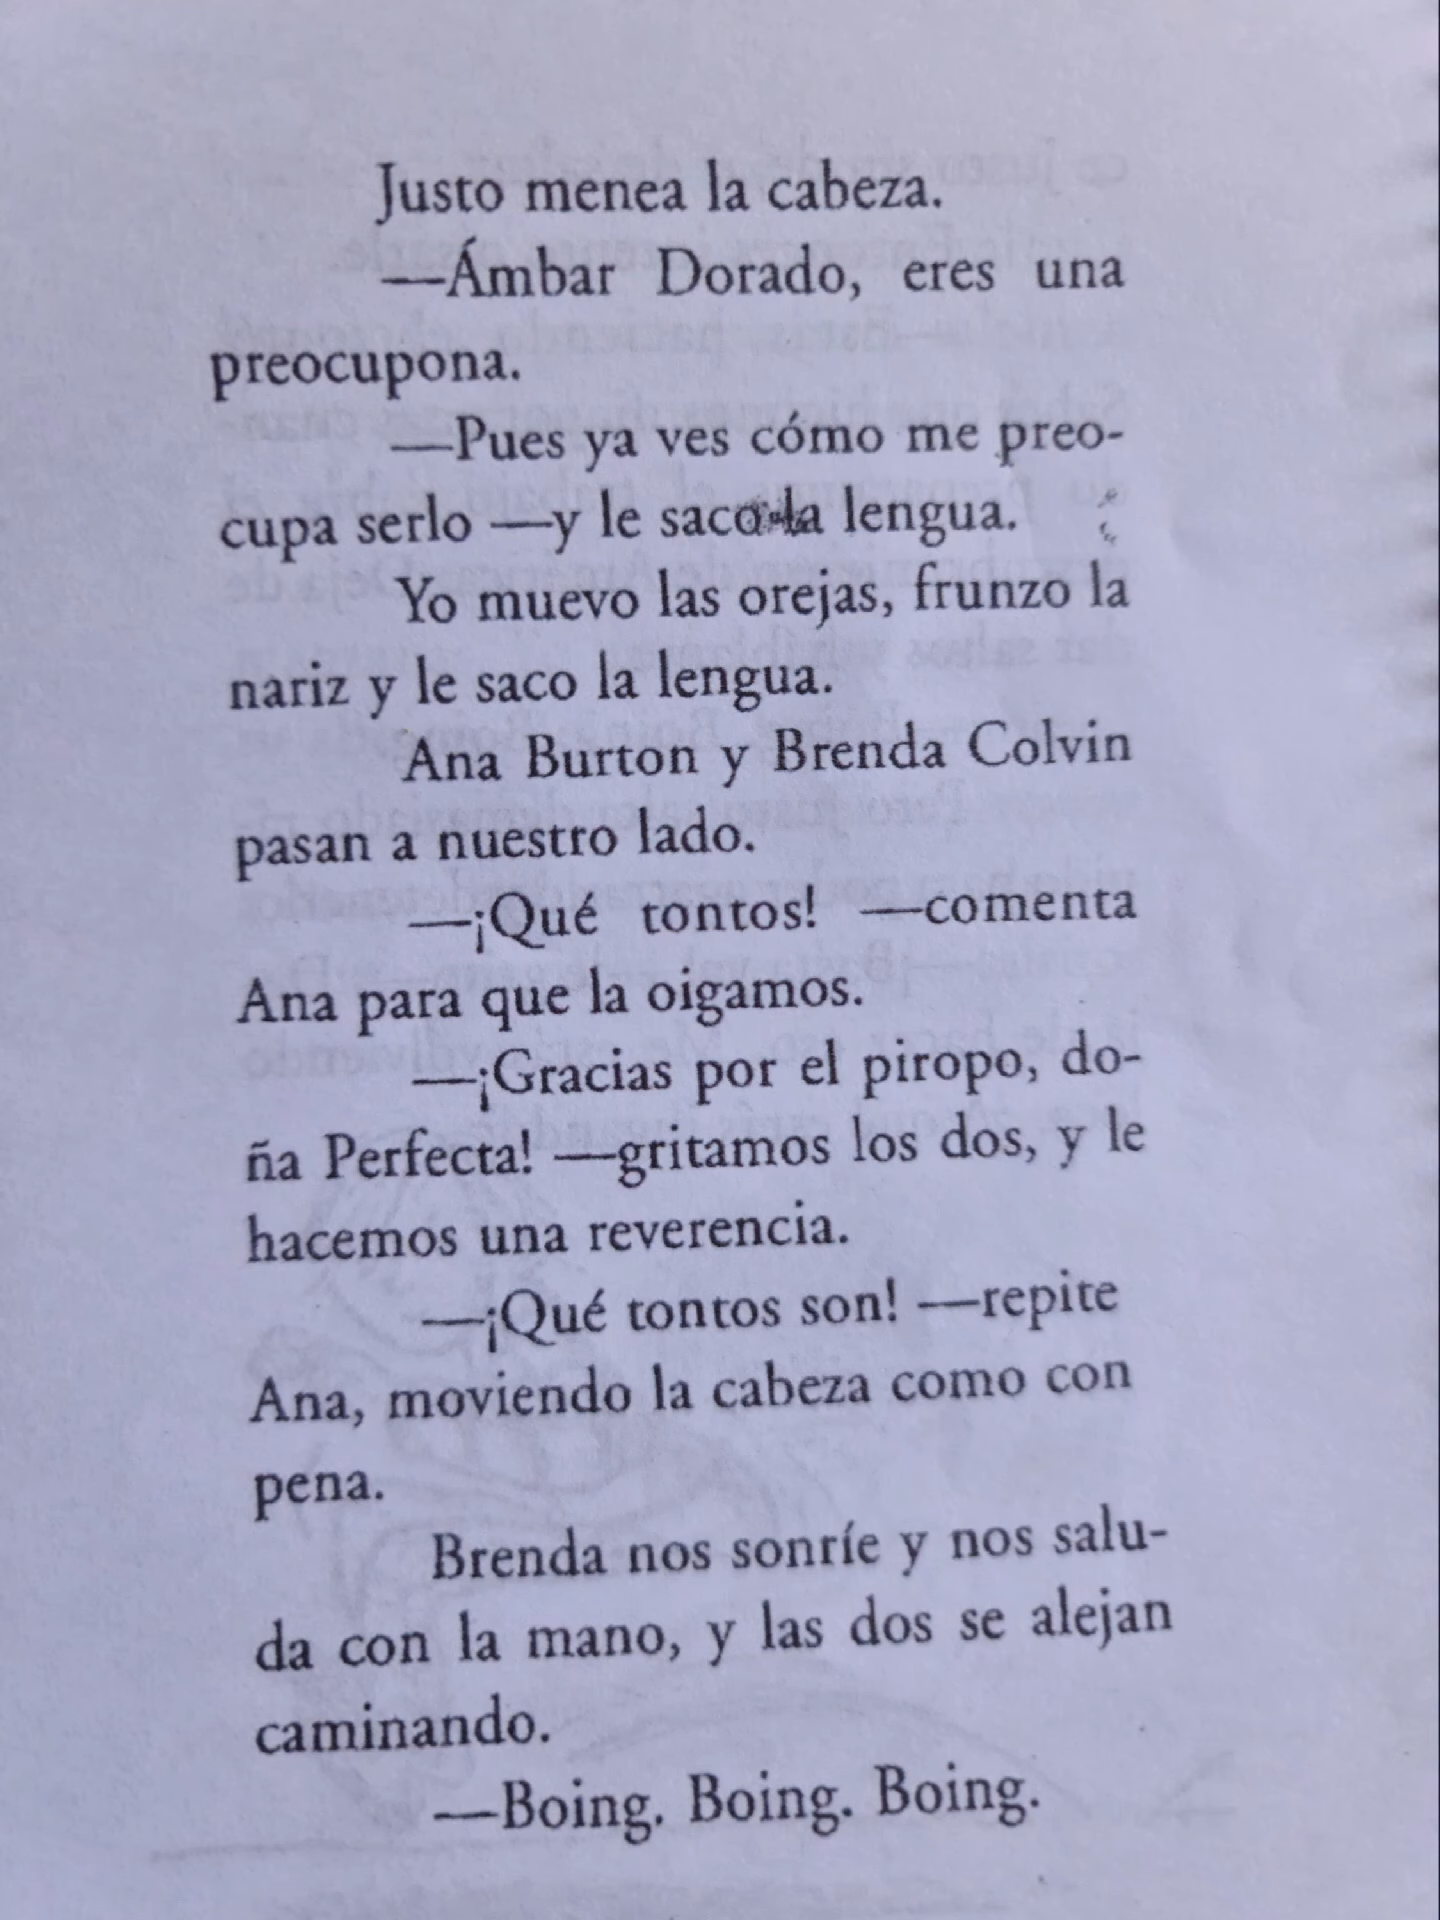 Justo menea la cabeza.
—Ámbar Dorado, eres una
preocupona.
—Pues ya ves cómo me preo-
cupa serlo —y le saco la lengua.
Yo muevo las orejas, frunzo la
nariz y le saco la lengua.
Ana Burton y Brenda Colvin
pasan a nuestro lado.
—¡Qué tontos! —comenta
Ana para que la oigamos.
—¡Gracias por el piropo, do-
ña Perfecta! —gritamos los dos, y le
hacemos una reverencia.
—¡Qué tontos son! —repite
Ana, moviendo la cabeza como con
pena.
Brenda nos sonríe y nos salu-
da con la mano, y las dos se alejan
caminando.
—Boing. Boing. Boing.